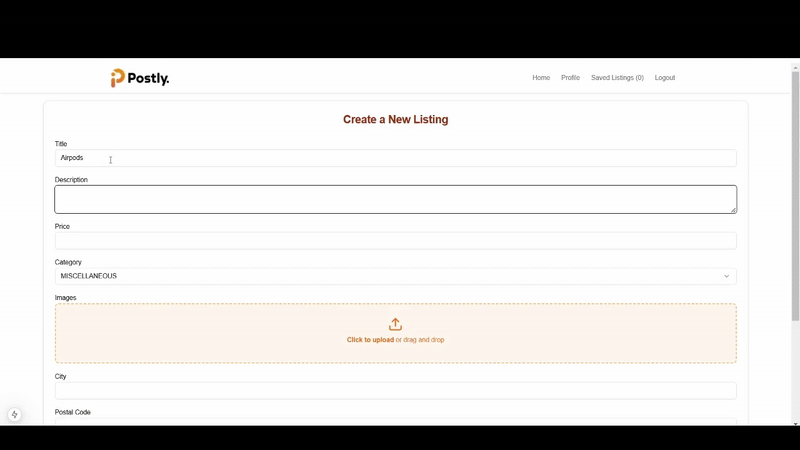 Postly.
Home Profile Saved Listings (0) Logout
Create a New Listing
Title
Airpods
Description
Price
Category
MISCELLANEOUS
Images
Click to upload or drag and drop
City
Postal Code